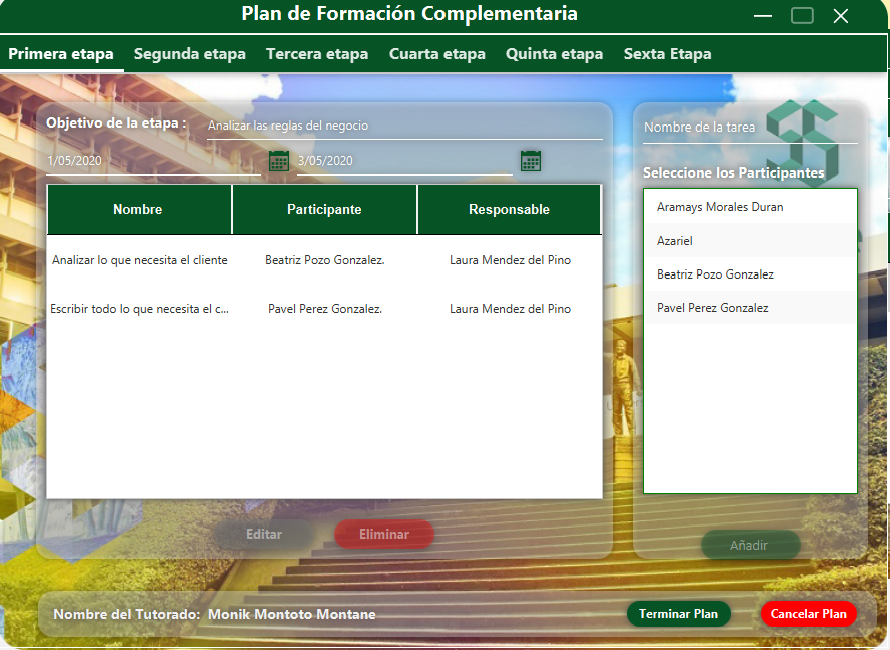 Plan de Formación Complementaria
Primera etapa Segunda etapa Tercera etapa Cuarta etapa Quinta etapa Sexta Etapa
Objetivo de la etapa : Analizar las reglas del negocio
1/05/2020 3/05/2020
Nombre Participante Responsable
Analizar lo que necesita el cliente Beatriz Pozo Gonzalez. Laura Mendez del Pino
Escribir todo lo que necesita el c... Pavel Perez Gonzalez. Laura Mendez del Pino
Editar Eliminar
Nombre de la tarea
Seleccione los Participantes
Aramays Morales Duran
Azariel
Beatriz Pozo Gonzalez
Pavel Perez Gonzalez
Añadir
Nombre del Tutorado: Monik Montoto Montane
Terminar Plan Cancelar Plan